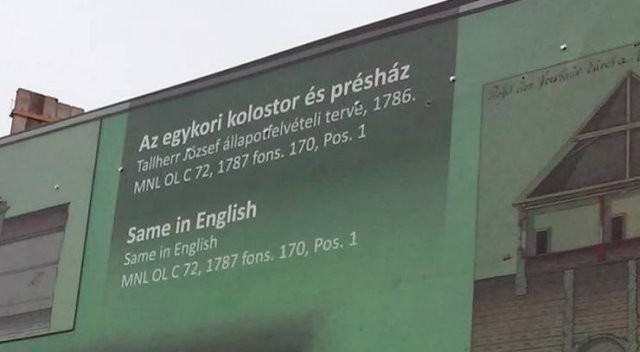 Az egykori kolostor és présház
Tallherr József állapotfelvételi terve, 1786.
MNL OL C 72, 1787 fons. 170, Pos. 1
Same in English
Same in English
MNL OL C 72, 1787 fons. 170, Pos. 1